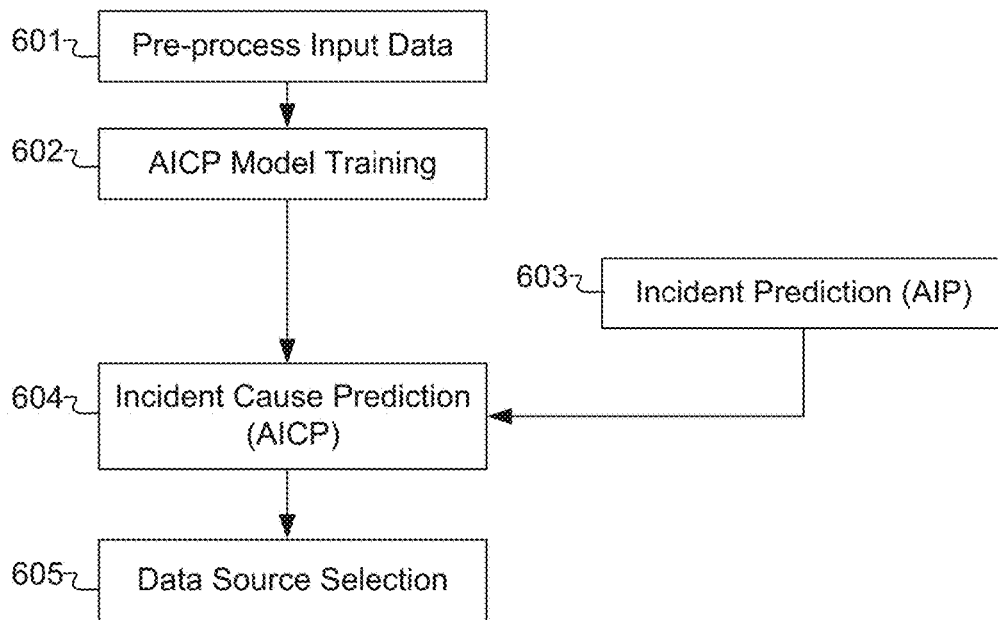 601
Pre-process Input Data
602
AICP Model Training
603
Incident Prediction (AIP)
604
Incident Cause Prediction
(AICP)
605
Data Source Selection